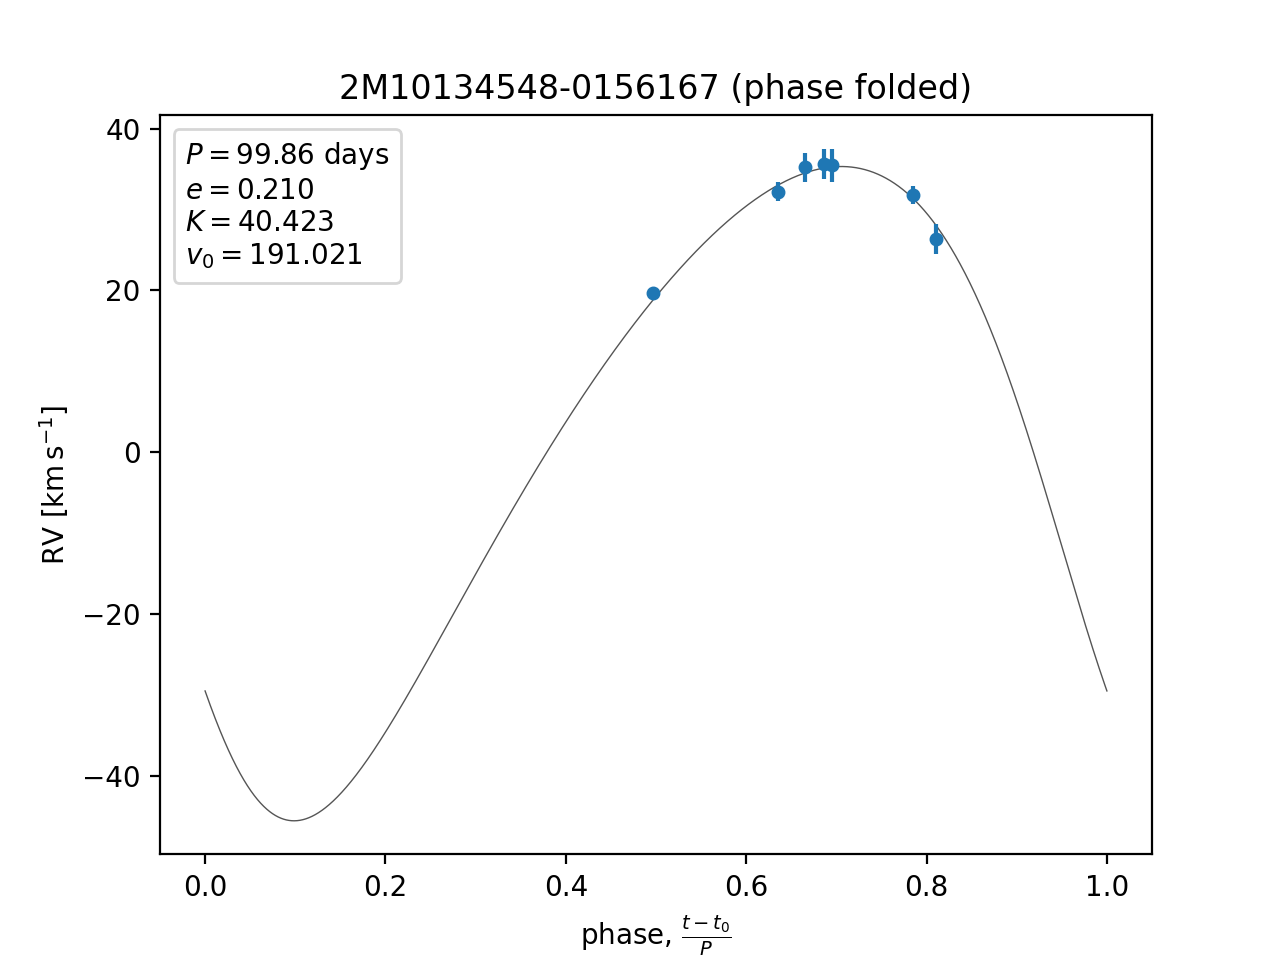 2M10134548-0156167 (phase folded)
P = 99.86 days
e = 0.210
K = 40.423
v₀ = 191.021
40
20
0
−20
−40
RV [km s⁻¹]
0.0 0.2 0.4 0.6 0.8 1.0
phase, (t − t₀)/P